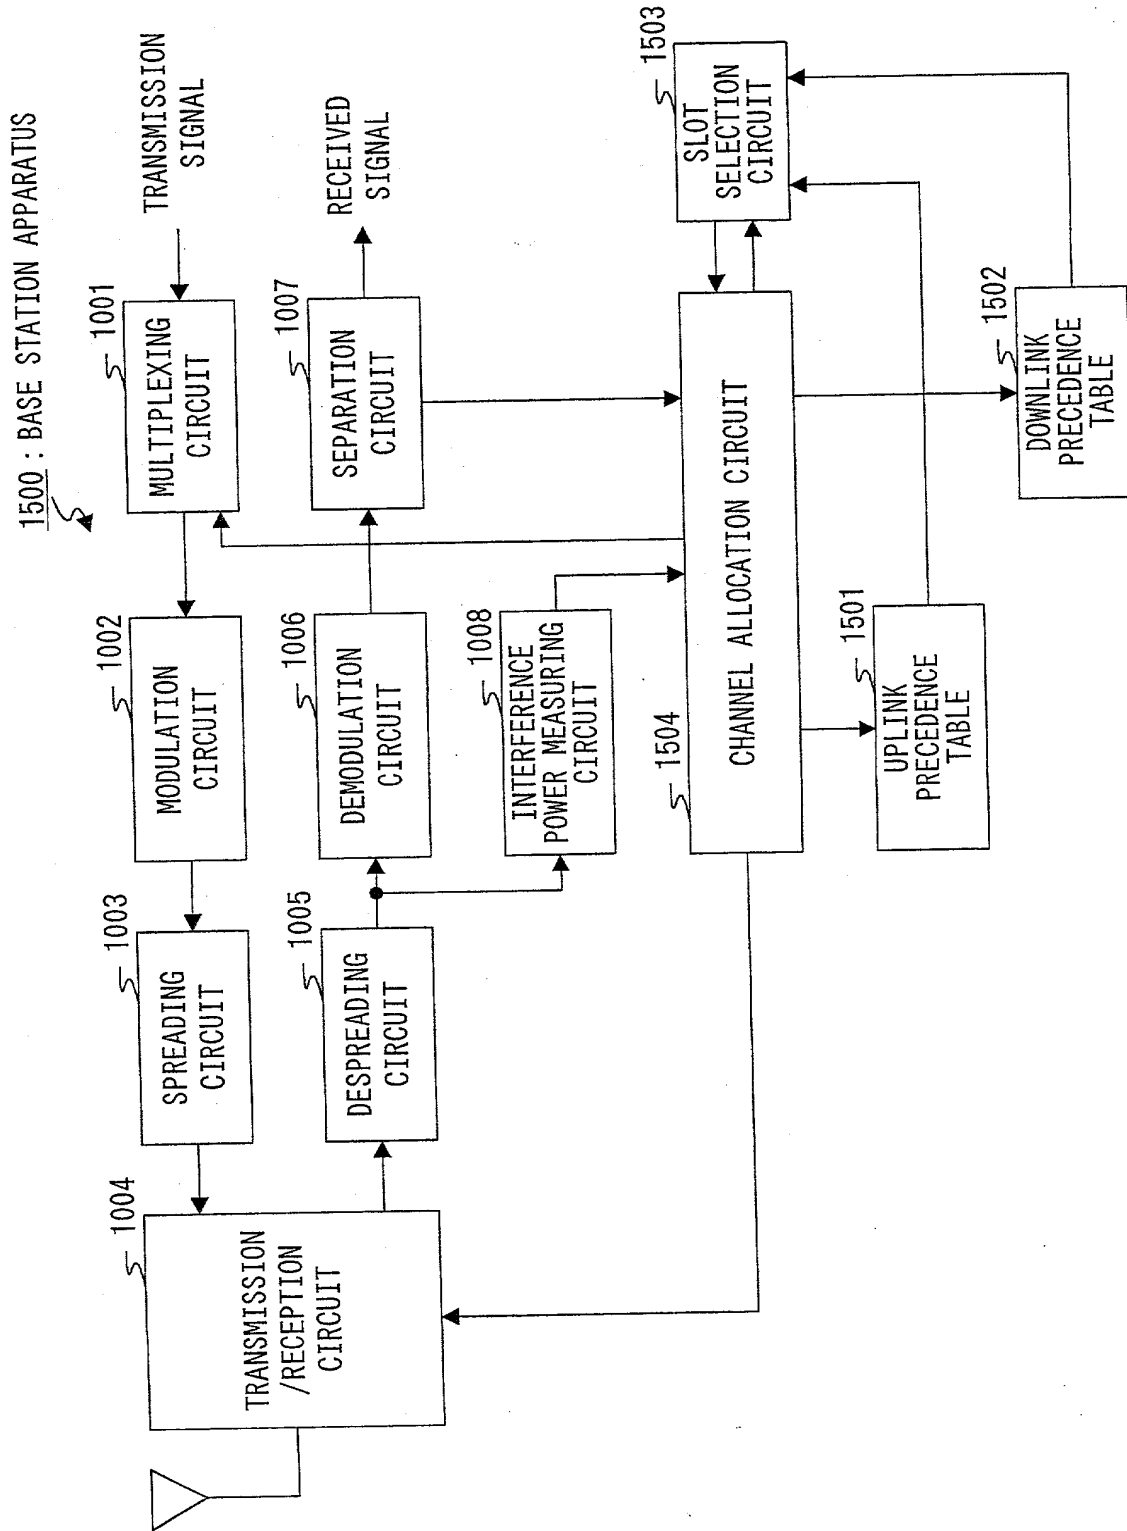 1500 : BASE STATION APPARATUS
TRANSMISSION
SIGNAL
1001
MULTIPLEXING
CIRCUIT
1002
MODULATION
CIRCUIT
1003
SPREADING
CIRCUIT
1004
TRANSMISSION
/RECEPTION
CIRCUIT
1005
DESPREADING
CIRCUIT
1006
DEMODULATION
CIRCUIT
1007
SEPARATION
CIRCUIT
RECEIVED
SIGNAL
1008
INTERFERENCE
POWER MEASURING
CIRCUIT
1504
CHANNEL ALLOCATION CIRCUIT
1503
SLOT
SELECTION
CIRCUIT
1501
UPLINK
PRECEDENCE
TABLE
1502
DOWNLINK
PRECEDENCE
TABLE